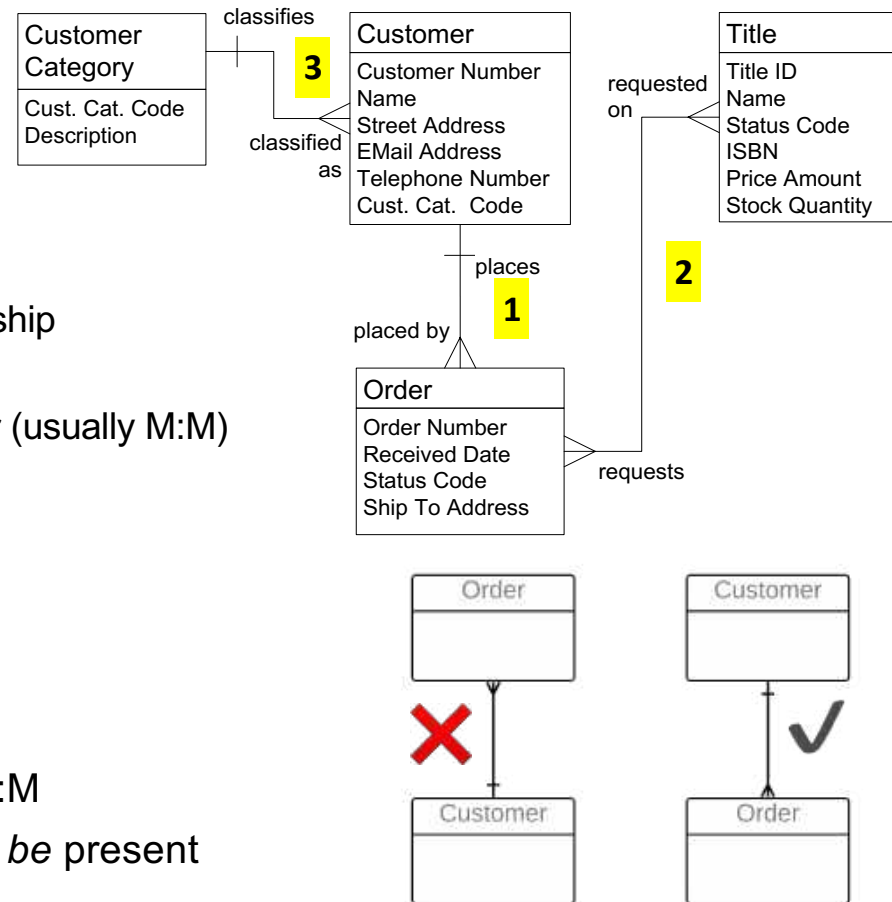 classifies
Customer
Category
Cust. Cat. Code
Description
3
classified
as
Customer
Customer Number
Name
Street Address
EMail Address
Telephone Number
Cust. Cat. Code
requested
on
Title
Title ID
Name
Status Code
ISBN
Price Amount
Stock Quantity
places
1
2
placed by
ship
(usually M:M)
Order
Order Number
Received Date
Status Code
Ship To Address
requests
Order
Customer
Customer
Order
:M
be present